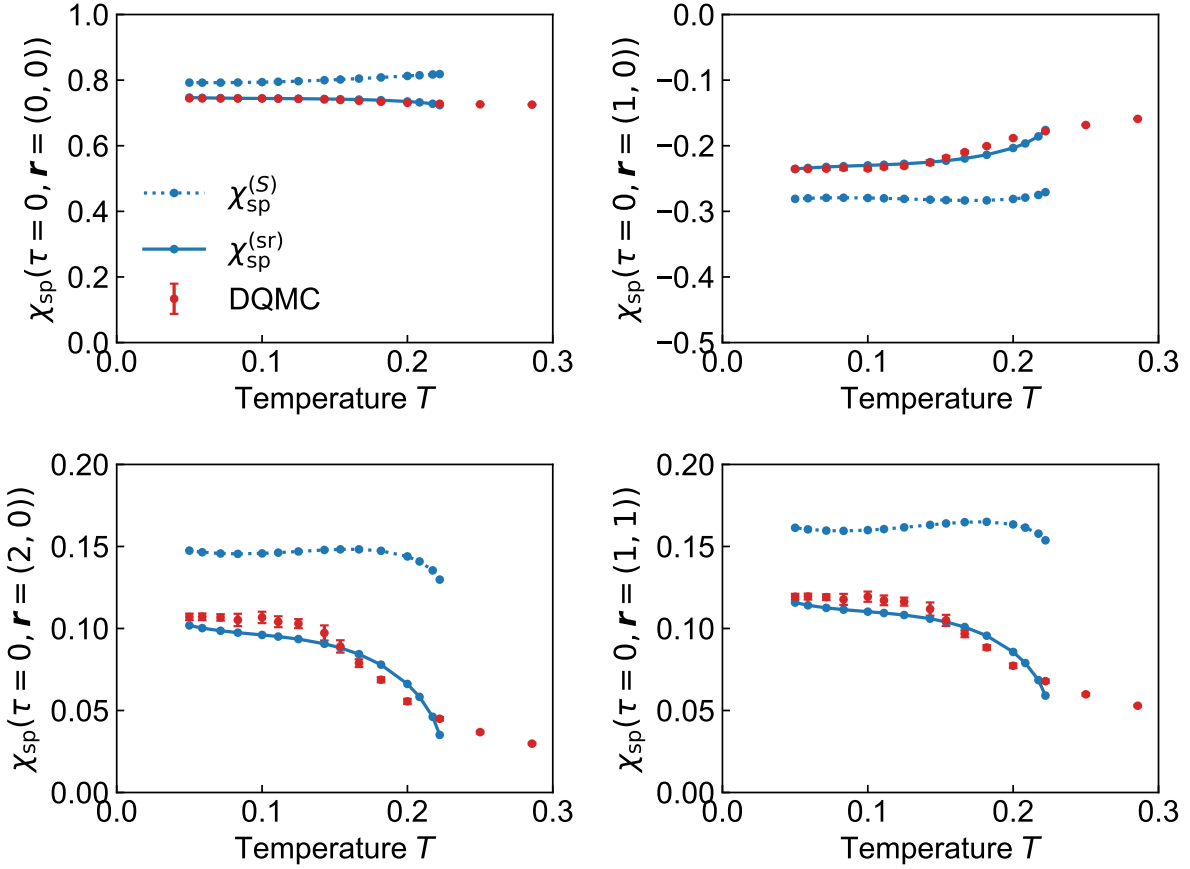 χsp(τ = 0, r = (0, 0))
1.0
0.8
0.6
0.4
0.2
0.0
χsp^(S)
χsp^(sr)
DQMC
0.0 0.1 0.2 0.3
Temperature T
χsp(τ = 0, r = (1, 0))
−0.0
−0.1
−0.2
−0.3
−0.4
−0.5
0.0 0.1 0.2 0.3
Temperature T
χsp(τ = 0, r = (2, 0))
0.20
0.15
0.10
0.05
0.00
0.0 0.1 0.2 0.3
Temperature T
χsp(τ = 0, r = (1, 1))
0.20
0.15
0.10
0.05
0.00
0.0 0.1 0.2 0.3
Temperature T